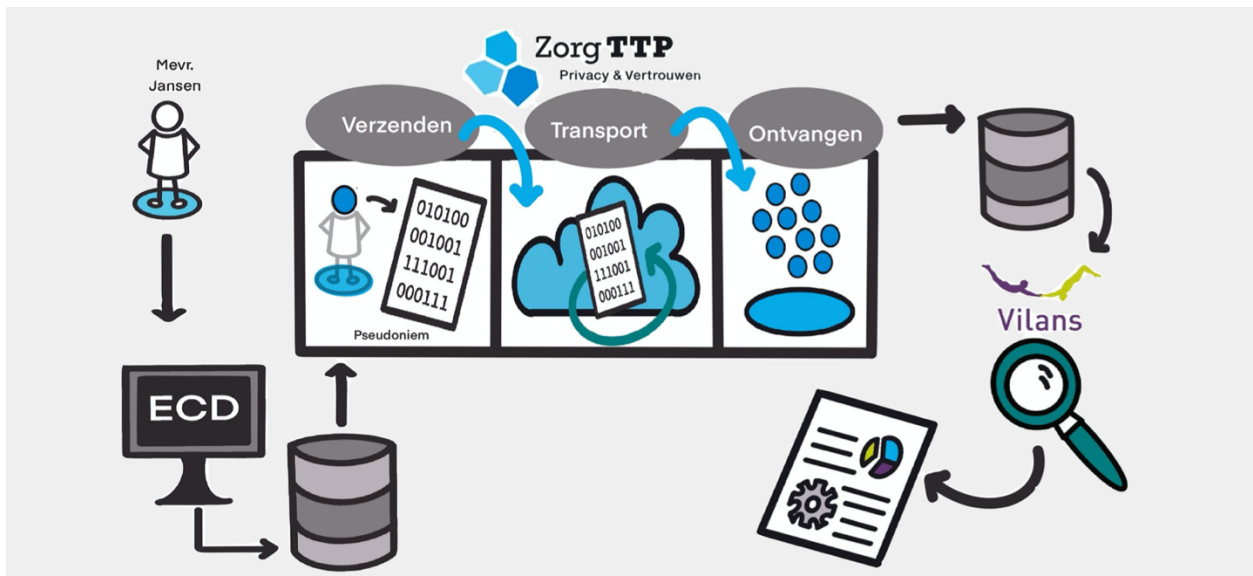 Mevr.
Jansen
Zorg TTP
Privacy & Vertrouwen
Verzenden
Transport
Ontvangen
010100
001001
111001
000111
Pseudoniem
010100
001001
111001
000111
Vilans
ECD